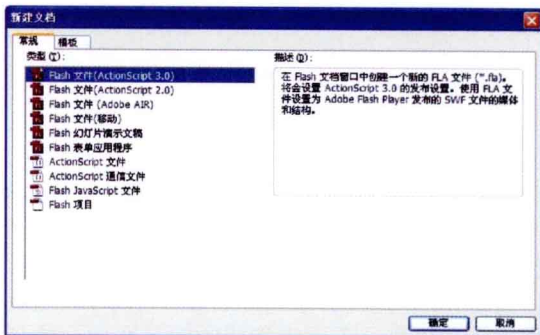 新建文档
常规 模板
类型(T):
Flash 文件(ActionScript 3.0)
Flash 文件(ActionScript 2.0)
Flash 文件 (Adobe AIR)
Flash 文件(移动)
Flash 幻灯片演示文稿
Flash 表单应用程序
ActionScript 文件
ActionScript 通信文件
Flash JavaScript 文件
Flash 项目
描述(D):
在 Flash 文档窗口中创建一个新的 FLA 文件 (*.fla)。
将会设置 ActionScript 3.0 的发布设置。使用 FLA 文
件设置为 Adobe Flash Player 发布的 SWF 文件的媒体
和结构。
确定 取消